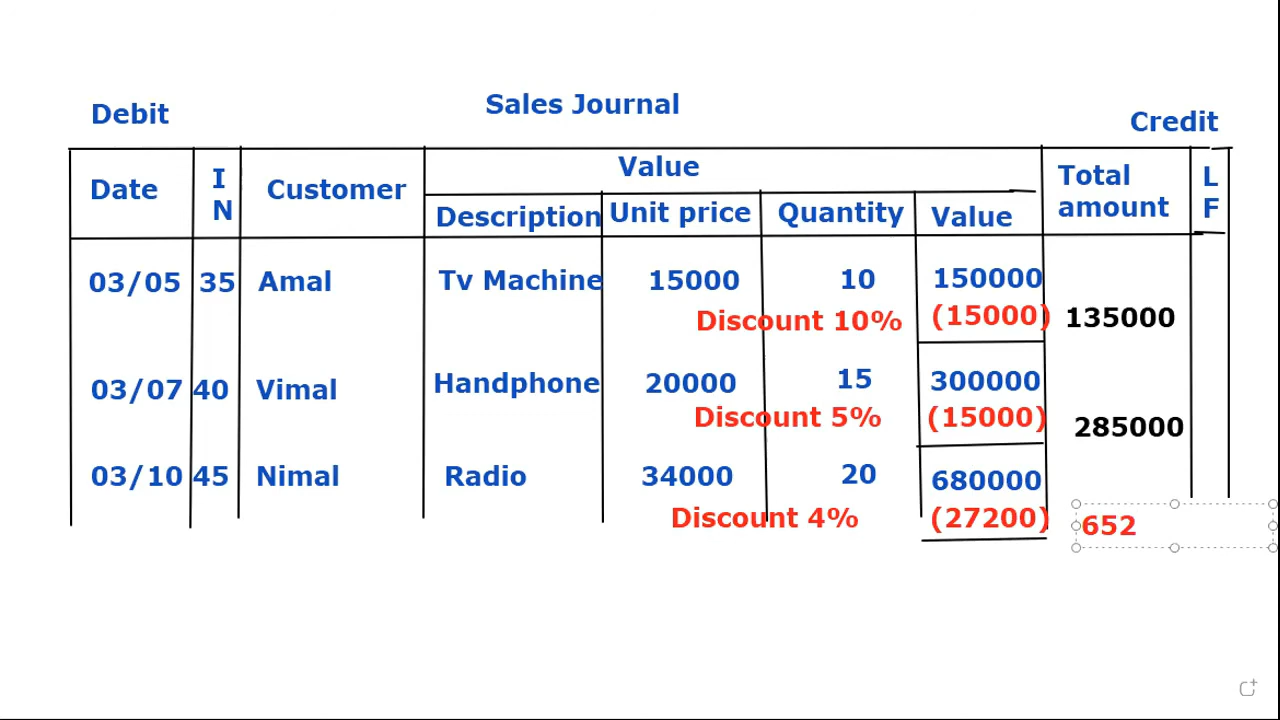 Debit Sales Journal Credit
Date I N Customer Value Total amount L F
Description Unit price Quantity Value
03/05 35 Amal Tv Machine 15000 10 150000
Discount 10% (15000) 135000
03/07 40 Vimal Handphone 20000 15 300000
Discount 5% (15000) 285000
03/10 45 Nimal Radio 34000 20 680000
Discount 4% (27200) 652